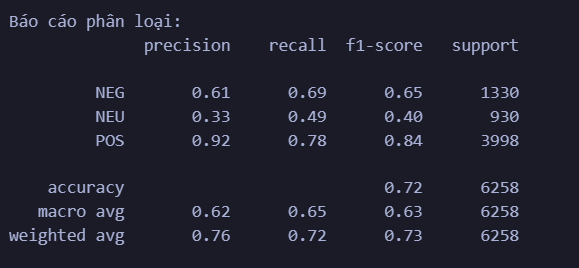 Báo cáo phân loại:
precision recall f1-score support
NEG 0.61 0.69 0.65 1330
NEU 0.33 0.49 0.40 930
POS 0.92 0.78 0.84 3998
accuracy 0.72 6258
macro avg 0.62 0.65 0.63 6258
weighted avg 0.76 0.72 0.73 6258